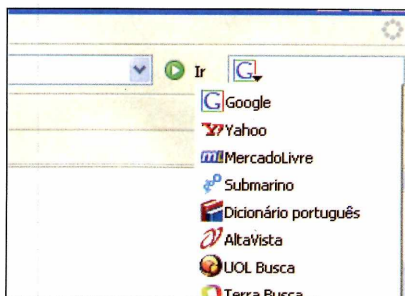 Ir
Google
Yahoo
MercadoLivre
Submarino
Dicionário português
AltaVista
UOL Busca
Terra Busca